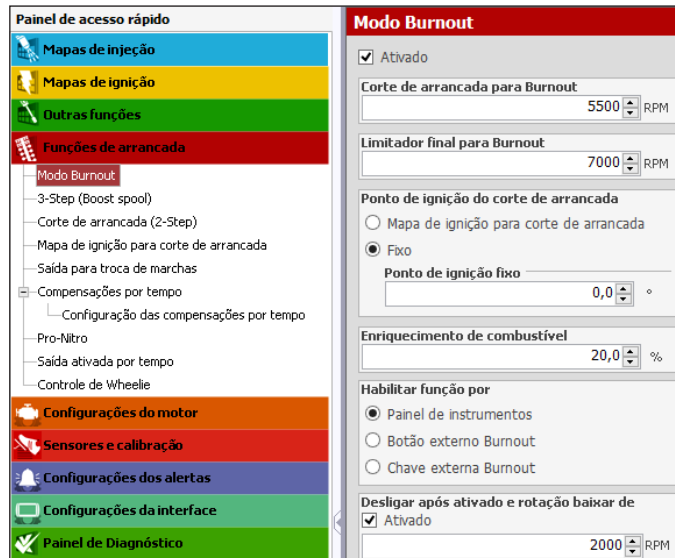 Painel de acesso rápido
Mapas de injeção
Mapas de ignição
Outras funções
Funções de arrancada
Modo Burnout
3-Step (Boost spool)
Corte de arrancada (2-Step)
Mapa de ignição para corte de arrancada
Saída para troca de marchas
Compensações por tempo
Configuração das compensações por tempo
Pro-Nitro
Saída ativada por tempo
Controle de Wheelie
Configurações do motor
Sensores e calibração
Configurações dos alertas
Configurações da interface
Painel de Diagnóstico
Modo Burnout
Ativado
Corte de arrancada para Burnout
5500 RPM
Limitador final para Burnout
7000 RPM
Ponto de ignição do corte de arrancada
Mapa de ignição para corte de arrancada
Fixo
Ponto de ignição fixo
0,0 °
Enriquecimento de combustível
20,0 %
Habilitar função por
Painel de instrumentos
Botão externo Burnout
Chave externa Burnout
Desligar após ativado e rotação baixar de
Ativado
2000 RPM